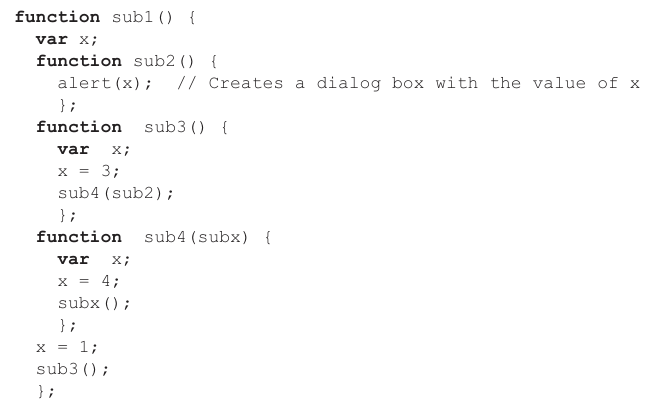 function sub1() {
var x;
function sub2() {
alert(x); // Creates a dialog box with the value of x
};
function sub3() {
var x;
x = 3;
sub4(sub2);
};
function sub4(subx) {
var x;
x = 4;
subx();
};
x = 1;
sub3();
};